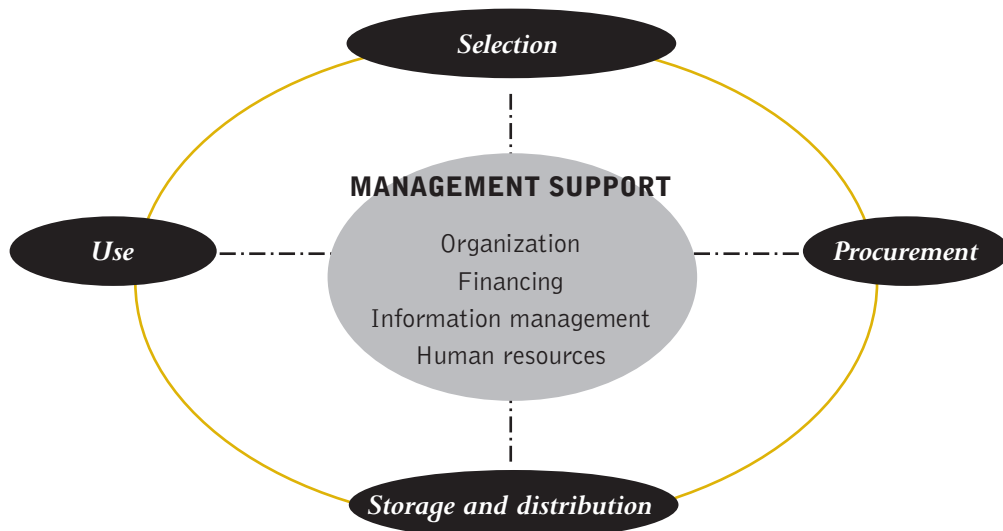 Selection
MANAGEMENT SUPPORT
Organization
Use
Procurement
Financing
Information management
Human resources
Storage and distribution